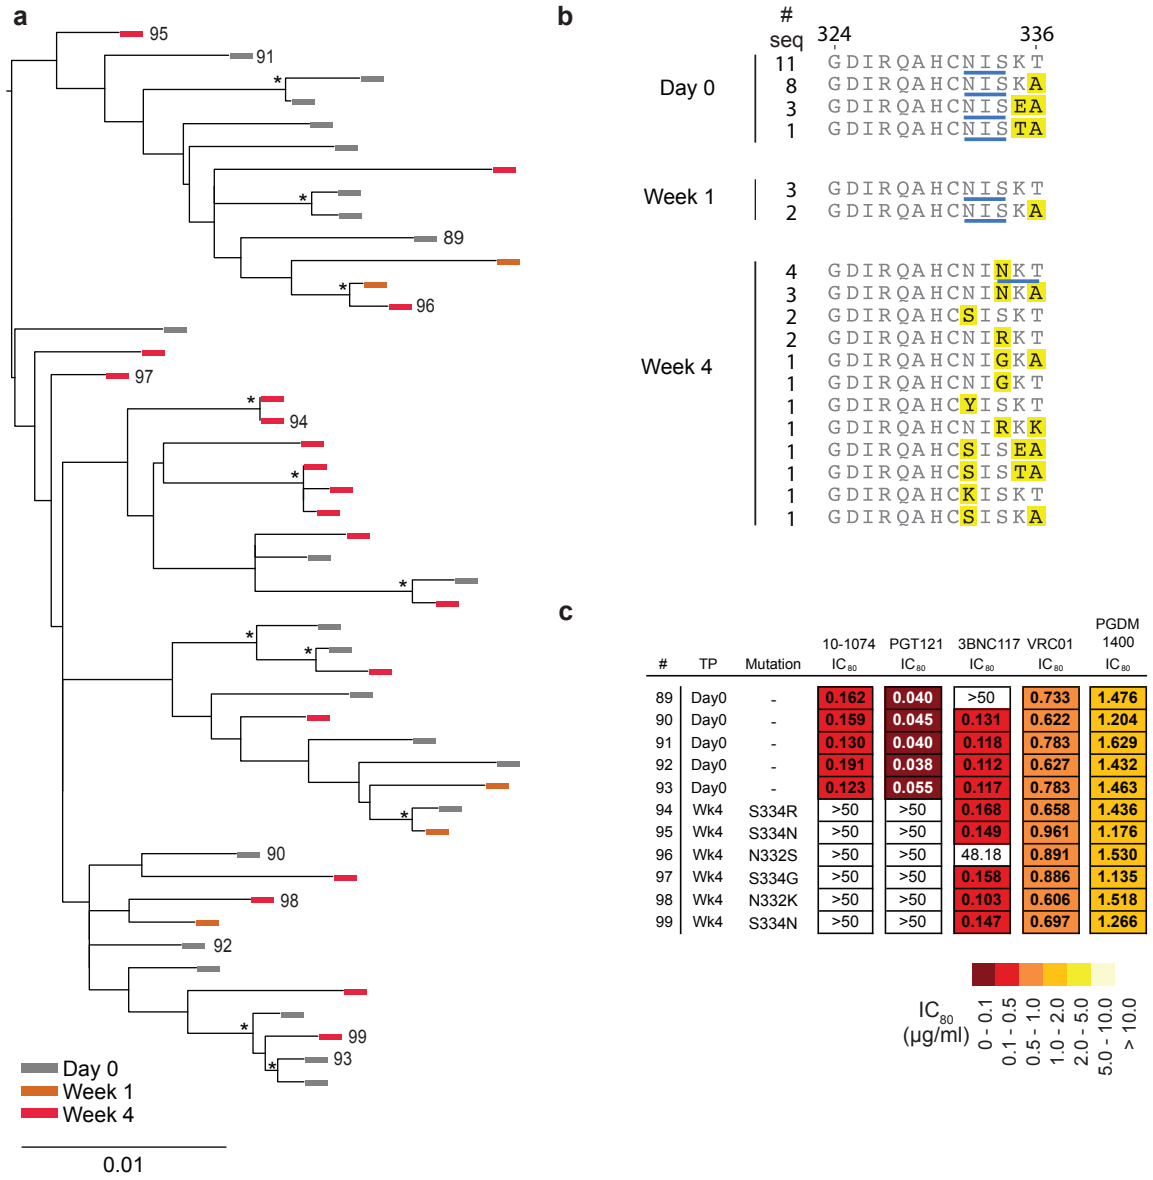 a
95
91
*
*
89
*
96
97
*
94
*
*
*
*
*
90
98
92
*
99
*
93
Day 0
Week 1
Week 4
0.01
b
#
seq
324 336
Day 0
11 GDIRQAHCNISKT
8 GDIRQAHCNISKA
3 GDIRQAHCNISEA
1 GDIRQAHCNISTA
Week 1
3 GDIRQAHCNISKT
2 GDIRQAHCNISKA
Week 4
4 GDIRQAHCNINKT
3 GDIRQAHCNINKA
2 GDIRQAHCSISKT
2 GDIRQAHCNIRKT
1 GDIRQAHCNIGKA
1 GDIRQAHCNIGKT
1 GDIRQAHCYISKT
1 GDIRQAHCNIRKK
1 GDIRQAHCSISEA
1 GDIRQAHCSISTA
1 GDIRQAHCKISKT
1 GDIRQAHCSISKA
c
10-1074 PGT121 3BNC117 VRC01 PGDM 1400
# TP Mutation IC80 IC80 IC80 IC80 IC80
89 Day0 - 0.162 0.040 >50 0.733 1.476
90 Day0 - 0.159 0.045 0.131 0.622 1.204
91 Day0 - 0.130 0.040 0.118 0.783 1.629
92 Day0 - 0.191 0.038 0.112 0.627 1.432
93 Day0 - 0.123 0.055 0.117 0.783 1.463
94 Wk4 S334R >50 >50 0.168 0.658 1.436
95 Wk4 S334N >50 >50 0.149 0.961 1.176
96 Wk4 N332S >50 >50 48.18 0.891 1.530
97 Wk4 S334G >50 >50 0.158 0.886 1.135
98 Wk4 N332K >50 >50 0.103 0.606 1.518
99 Wk4 S334N >50 >50 0.147 0.697 1.266
IC80
(µg/ml)
0 - 0.1
0.1 - 0.5
0.5 - 1.0
1.0 - 2.0
2.0 - 5.0
5.0 - 10.0
> 10.0